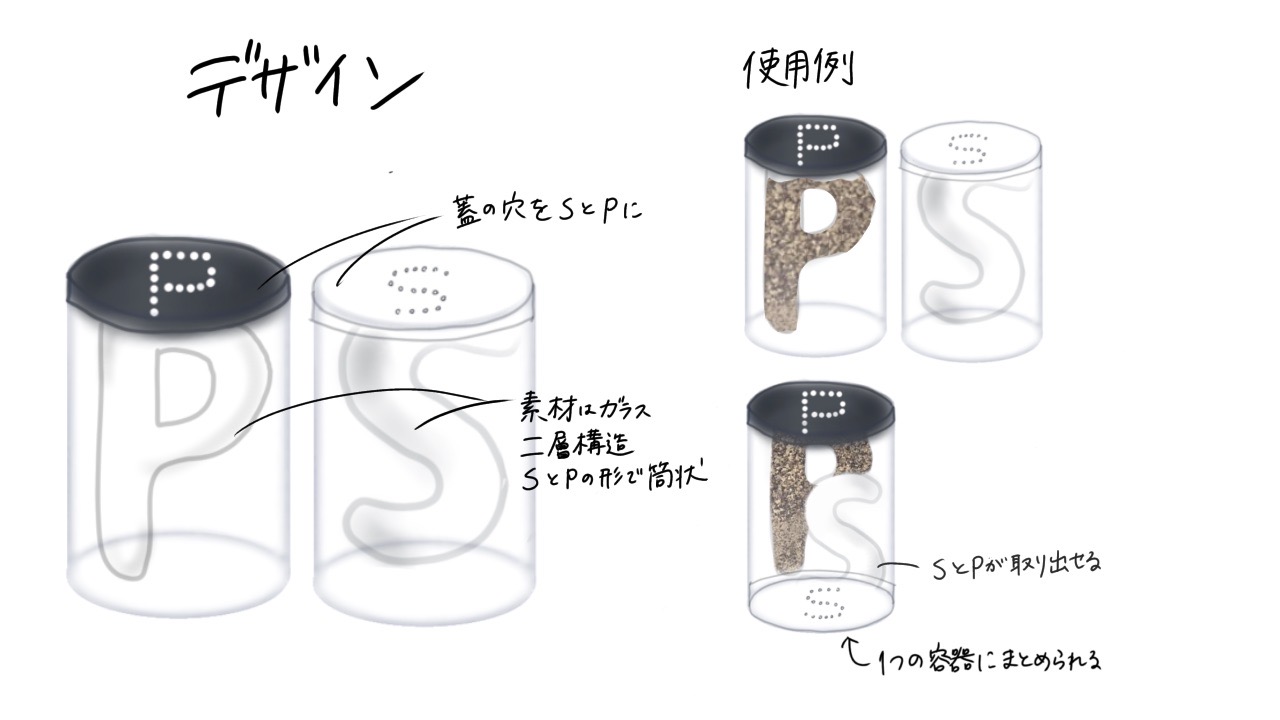 デザイン
使用例
P
S
蓋の穴をSとPに
P
S
P
S
P
S
素材はガラス
二層構造
SとPの形で筒状
P
P
S
SとPが取り出せる
S
1つの容器にまとめられる